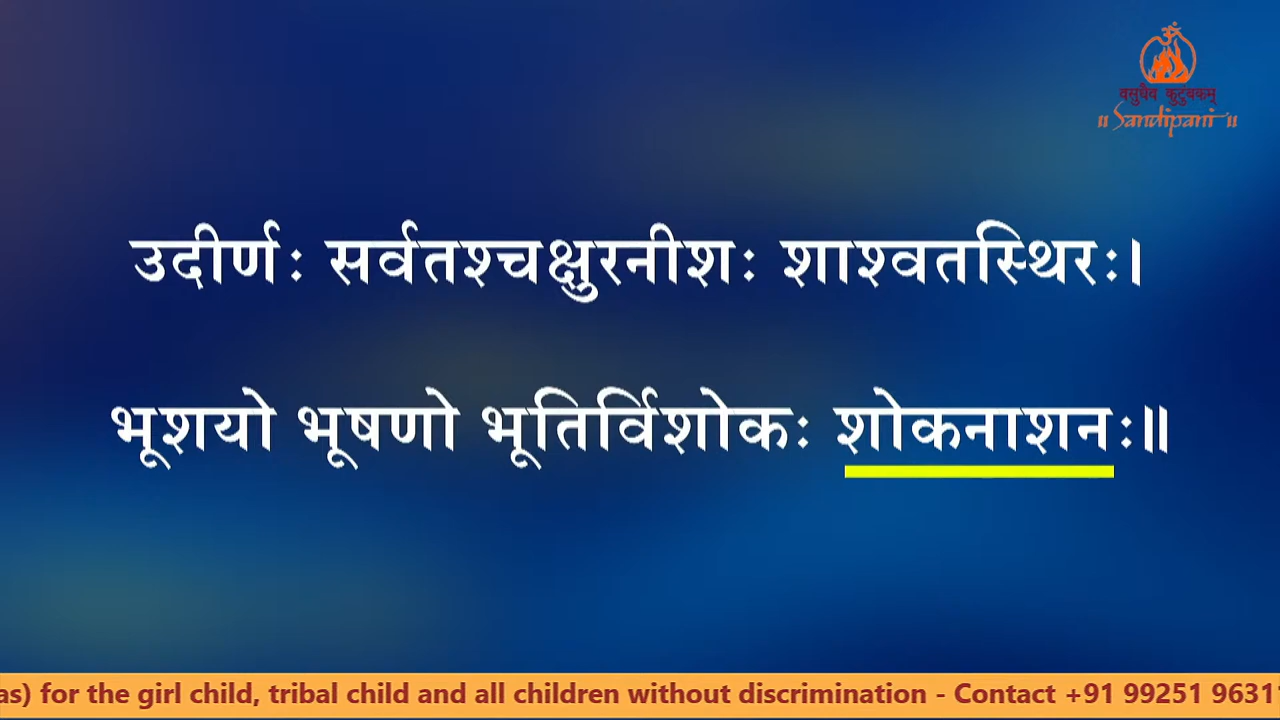 वसुधैव कुटुंबकम्
॥ Sandipani ॥
उदीर्णः सर्वतश्चक्षुरनीशः शाश्वतस्थिरः।
भूशयो भूषणो भूतिर्विशोकः शोकनाशनः॥
as) for the girl child, tribal child and all children without discrimination - Contact +91 99251 9631